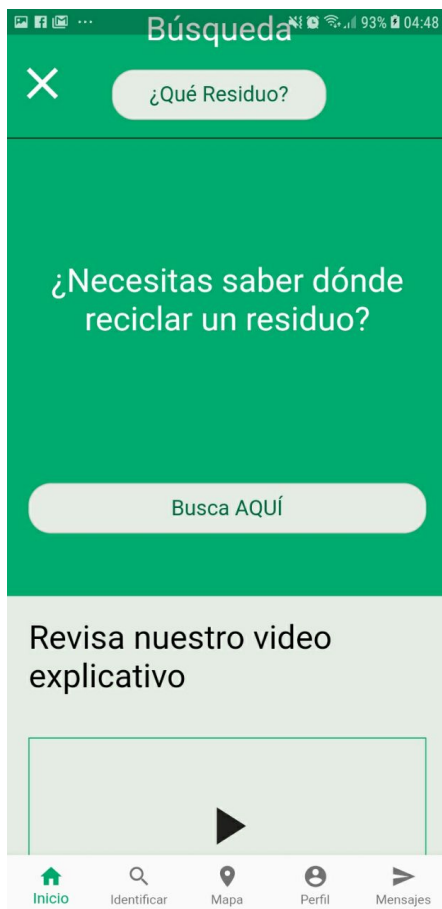 Búsqueda
93% 04:48
¿Qué Residuo?
¿Necesitas saber dónde
reciclar un residuo?
Busca AQUÍ
Revisa nuestro video
explicativo
Inicio Identificar Mapa Perfil Mensajes